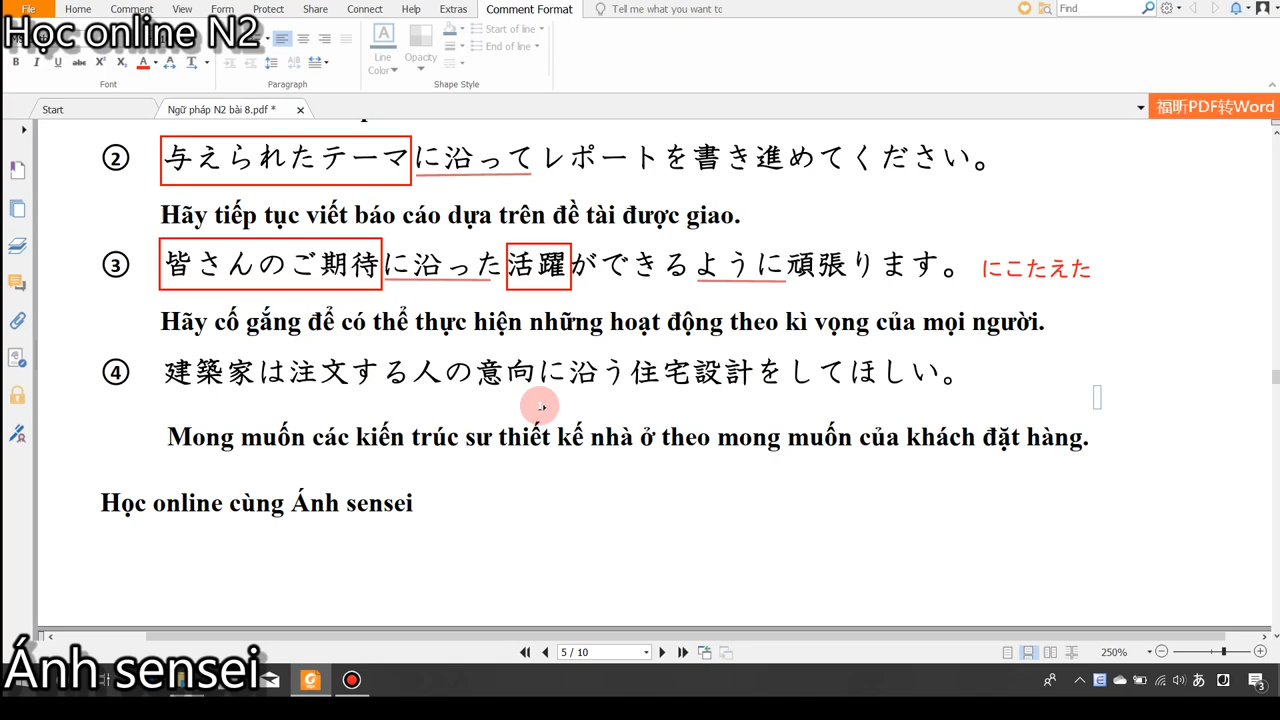 File Home Comment View Form Protect Share Connect Help Extras Comment Format Tell me what you want tc Find
Học online N2
Start of line
End of line
Line Color
Opacity
Font Paragraph Shape Style
Start Ngữ pháp N2 bài 8.pdf * 福昕PDF转Word
② 与えられたテーマに沿ってレポートを書き進めてください。
Hãy tiếp tục viết báo cáo dựa trên đề tài được giao.
③ 皆さんのご期待に沿った活躍ができるように頑張ります。 にこたえた
Hãy cố gắng để có thể thực hiện những hoạt động theo kì vọng của mọi người.
④ 建築家は注文する人の意向に沿う住宅設計をしてほしい。
Mong muốn các kiến trúc sư thiết kế nhà ở theo mong muốn của khách đặt hàng.
Học online cùng Ánh sensei
5 / 10 250%
Ánh sensei
あ
3